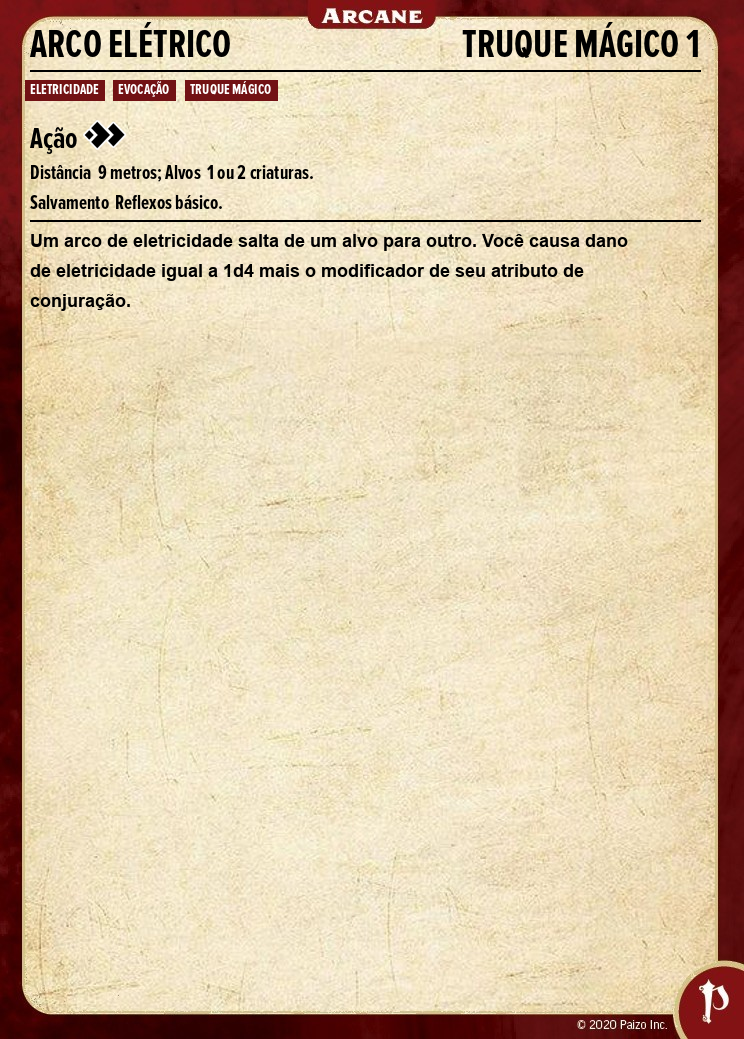 ARCANE
ARCO ELÉTRICO TRUQUE MÁGICO 1
ELETRICIDADE EVOCAÇÃO TRUQUE MÁGICO
Ação
Distância 9 metros; Alvos 1 ou 2 criaturas.
Salvamento Reflexos básico.
Um arco de eletricidade salta de um alvo para outro. Você causa dano
de eletricidade igual a 1d4 mais o modificador de seu atributo de
conjuração.
© 2020 Paizo Inc.